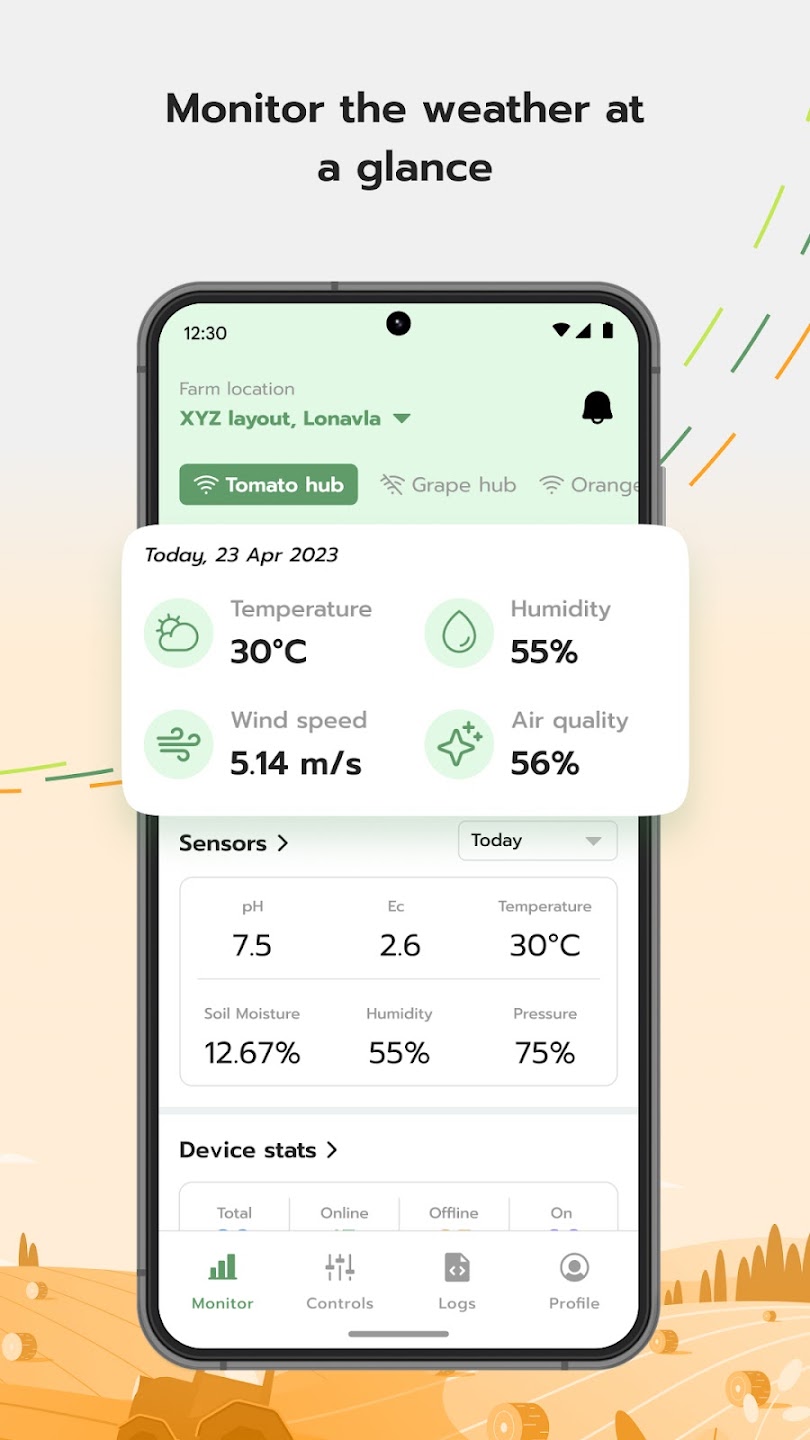 Monitor the weather at
a glance
12:30
Farm location
XYZ layout, Lonavla
Tomato hub
Grape hub
Orange
Today, 23 Apr 2023
Temperature
Humidity
30°C
55%
Wind speed
Air quality
5.14 m/s
56%
Sensors
Today
pH
Ec
Temperature
7.5
2.6
30°C
Soil Moisture
Humidity
Pressure
12.67%
55%
75%
Device stats
Total
Online
Offline
On
Monitor
Controls
Logs
Profile